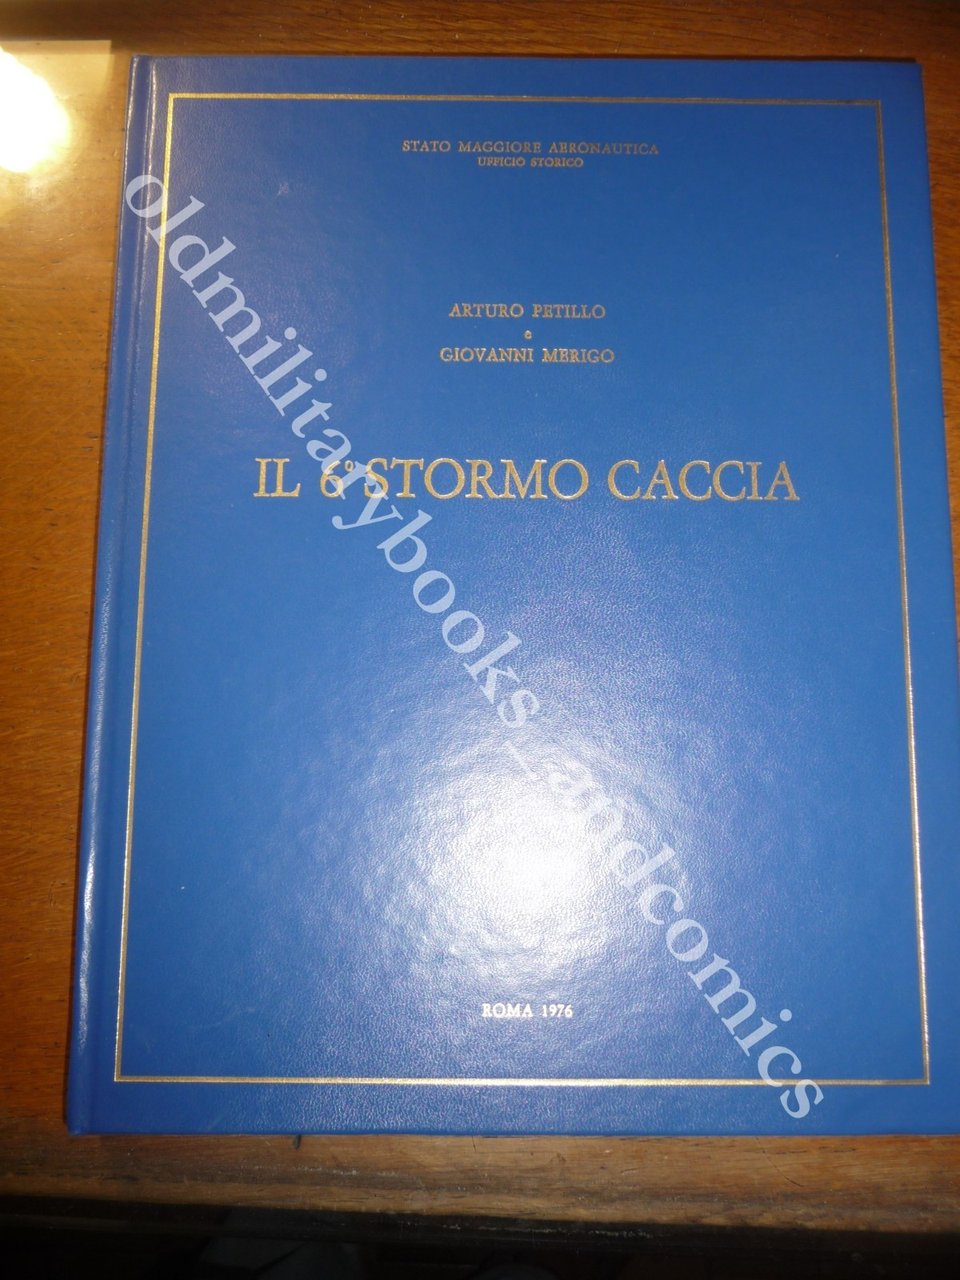 STATO MAGGIORE AERONAUTICA
UFFICIO STORICO
ARTURO PETILLO
e
GIOVANNI MERIGO
IL 6° STORMO CACCIA
ROMA 1976
oldmilitarybooks_andcomics